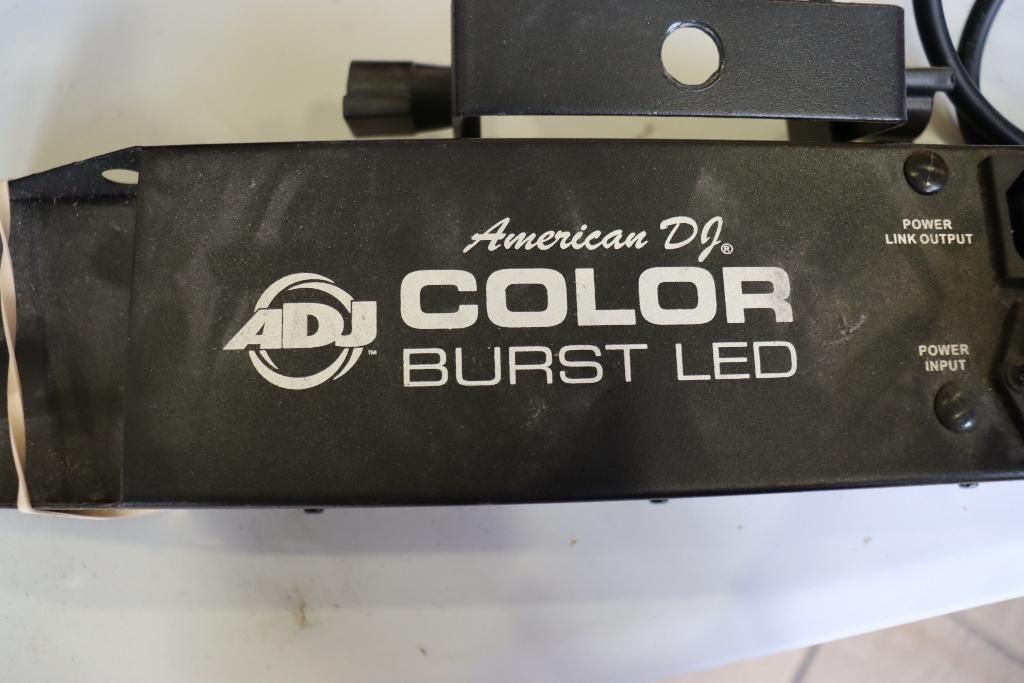 American DJ®
ADJ™
COLOR
BURST LED
POWER
LINK OUTPUT
POWER
INPUT